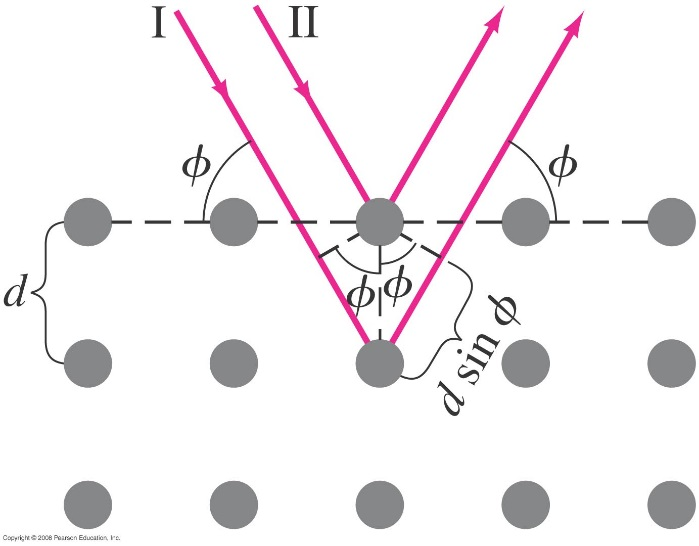 I
II
ϕ
ϕ
d
ϕ
ϕ
d sin ϕ
Copyright © 2008 Pearson Education, Inc.